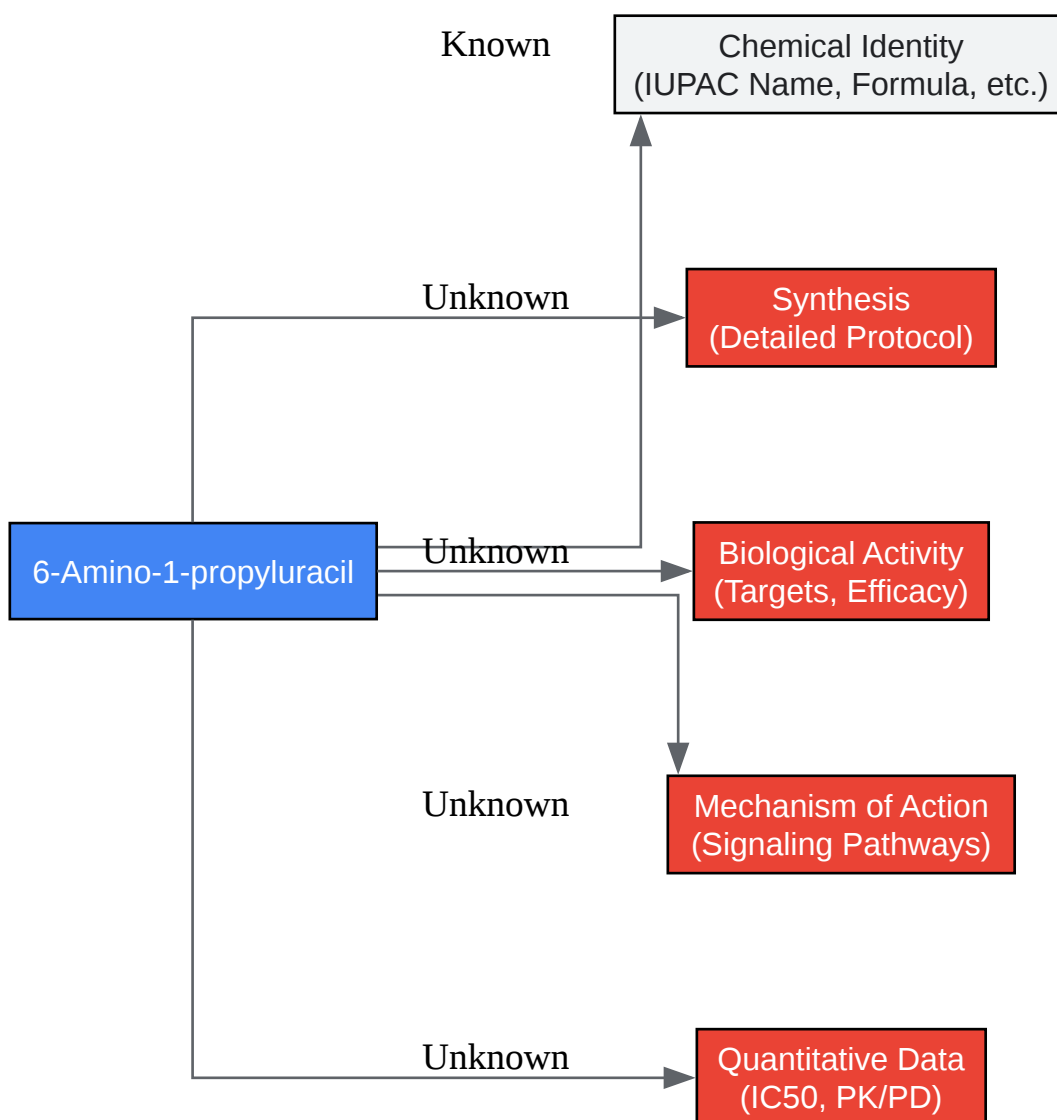 Known
Chemical Identity
(IUPAC Name, Formula, etc.)
Unknown
Synthesis
(Detailed Protocol)
6-Amino-1-propyluracil
Unknown
Biological Activity
(Targets, Efficacy)
Unknown
Mechanism of Action
(Signaling Pathways)
Unknown
Quantitative Data
(IC50, PK/PD)